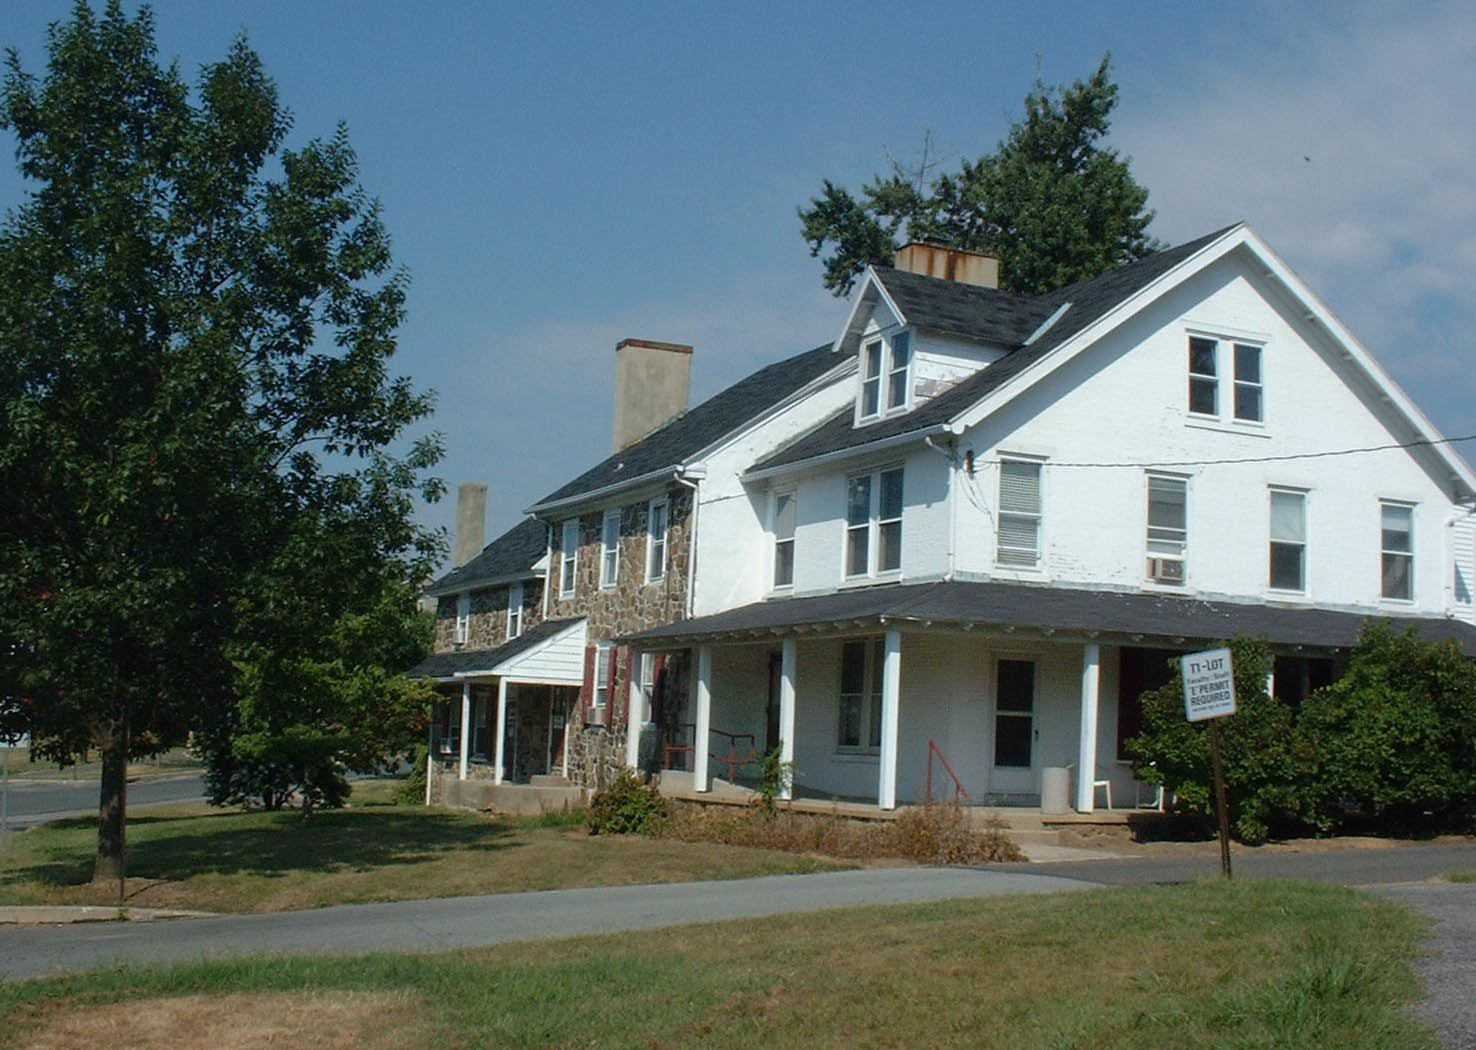 T1-LOT
Faculty / Staff
"E" PERMIT
REQUIRED